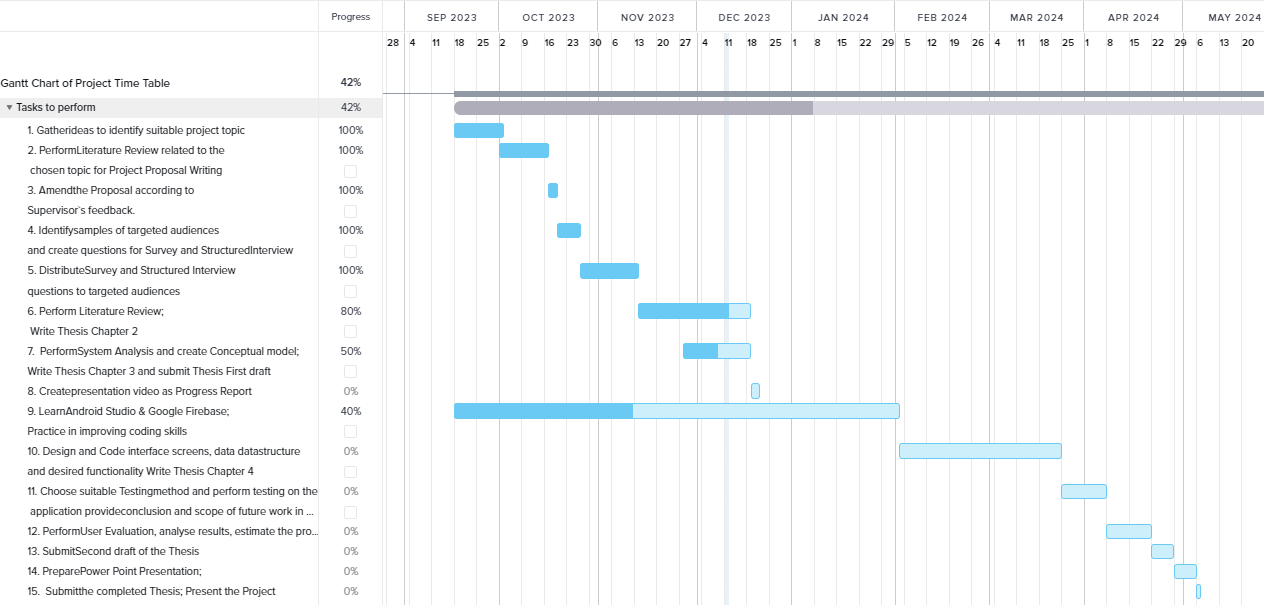 Progress SEP 2023 OCT 2023 NOV 2023 DEC 2023 JAN 2024 FEB 2024 MAR 2024 APR 2024 MAY 2024
28 4 11 18 25 2 9 16 23 30 6 13 20 27 4 11 18 25 1 8 15 22 29 5 12 19 26 4 11 18 25 1 8 15 22 29 6 13 20
Gantt Chart of Project Time Table 42%
Tasks to perform 42%
1. Gatherideas to identify suitable project topic 100%
2. PerformLiterature Review related to the 100%
chosen topic for Project Proposal Writing
3. Amendthe Proposal according to 100%
Supervisor`s feedback.
4. Identifysamples of targeted audiences 100%
and create questions for Survey and StructuredInterview
5. DistributeSurvey and Structured Interview 100%
questions to targeted audiences
6. Perform Literature Review; 80%
Write Thesis Chapter 2
7. PerformSystem Analysis and create Conceptual model; 50%
Write Thesis Chapter 3 and submit Thesis First draft
8. Createpresentation video as Progress Report 0%
9. LearnAndroid Studio & Google Firebase; 40%
Practice in improving coding skills
10. Design and Code interface screens, data datastructure 0%
and desired functionality Write Thesis Chapter 4
11. Choose suitable Testingmethod and perform testing on the 0%
application provideconclusion and scope of future work in ...
12. PerformUser Evaluation, analyse results, estimate the pro... 0%
13. SubmitSecond draft of the Thesis 0%
14. PreparePower Point Presentation; 0%
15. Submitthe completed Thesis; Present the Project 0%